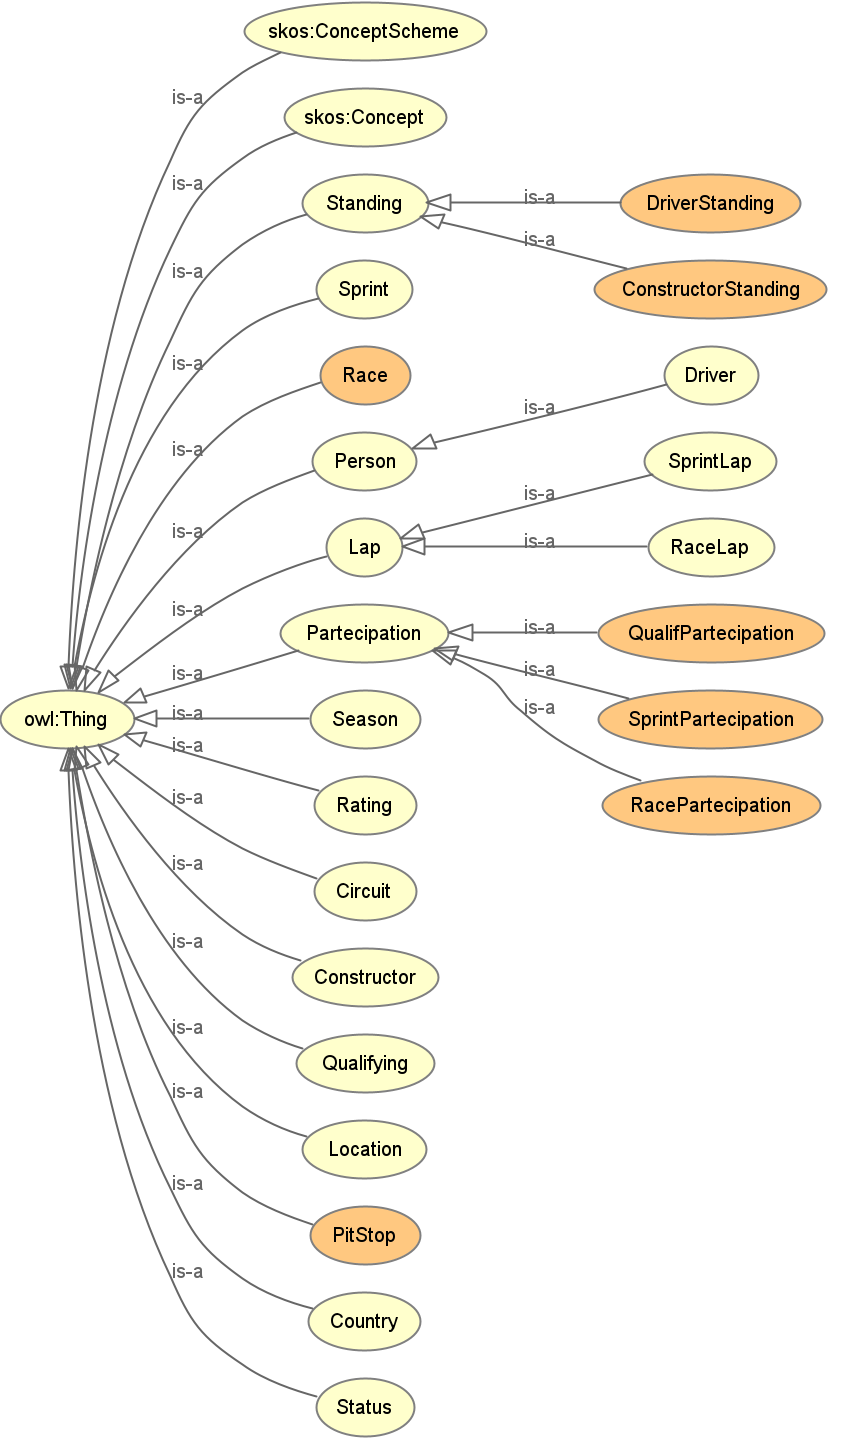 skos:ConceptScheme
is-a
skos:Concept
is-a
Standing
is-a
DriverStanding
is-a
ConstructorStanding
is-a
Sprint
is-a
Race
is-a
Driver
is-a
Person
is-a
SprintLap
is-a
Lap
is-a
RaceLap
is-a
Partecipation
is-a
QualifPartecipation
is-a
SprintPartecipation
is-a
RacePartecipation
is-a
owl:Thing
is-a
Season
is-a
Rating
is-a
Circuit
is-a
Constructor
is-a
Qualifying
is-a
Location
is-a
PitStop
is-a
Country
is-a
Status